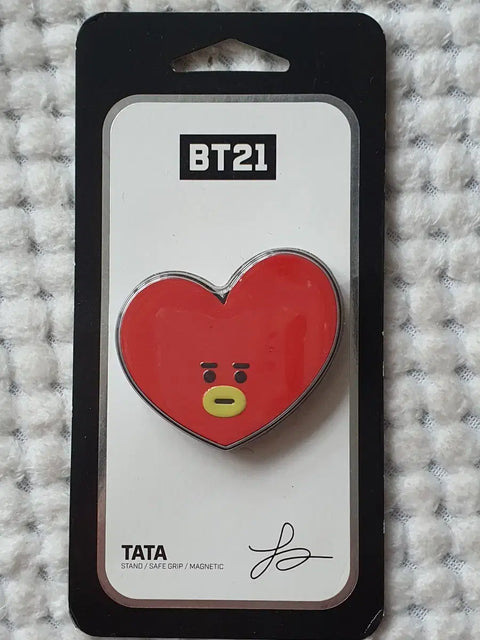 BT21
TATA
STAND / SAFE GRIP / MAGNETIC